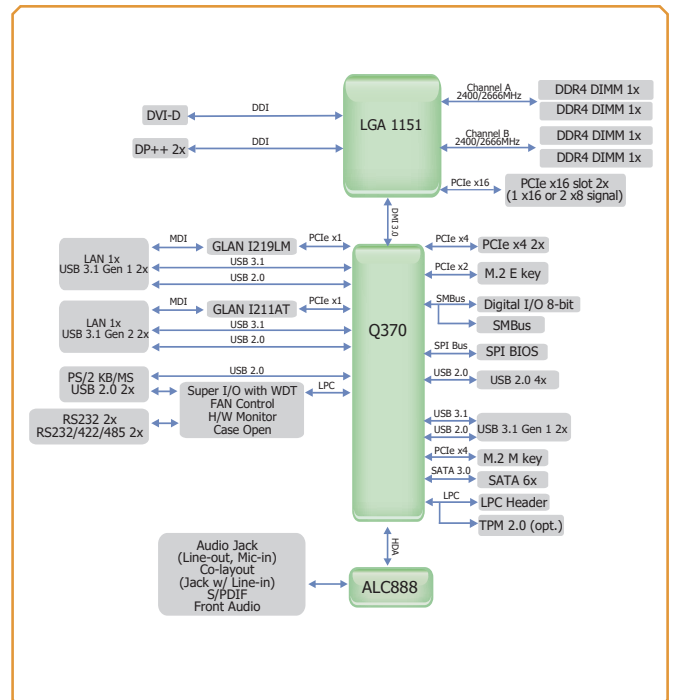 Channel A
2400/2666MHz
DDR4 DIMM 1x
DDR4 DIMM 1x
DVI-D
DDI
LGA 1151
Channel B
2400/2666MHz
DDR4 DIMM 1x
DDR4 DIMM 1x
DP++ 2x
DDI
PCIe x16
PCIe x16 slot 2x
(1 x16 or 2 x8 signal)
DMI 3.0
LAN 1x
USB 3.1 Gen 1 2x
MDI
GLAN I219LM
PCIe x1
USB 3.1
USB 2.0
LAN 1x
USB 3.1 Gen 2 2x
MDI
GLAN I211AT
PCIe x1
USB 3.1
USB 2.0
Q370
PCIe x4
PCIe x4 2x
PCIe x2
M.2 E key
SMBus
Digital I/O 8-bit
SMBus
SPI Bus
SPI BIOS
USB 2.0
USB 2.0 4x
PS/2 KB/MS
USB 2.0 2x
USB 2.0
Super I/O with WDT
FAN Control
H/W Monitor
Case Open
LPC
RS232 2x
RS232/422/485 2x
USB 3.1
USB 2.0
USB 3.1 Gen 1 2x
PCIe x4
M.2 M key
SATA 3.0
SATA 6x
LPC
LPC Header
TPM 2.0 (opt.)
HDA
Audio Jack
(Line-out, Mic-in)
Co-layout
(Jack w/ Line-in)
S/PDIF
Front Audio
ALC888